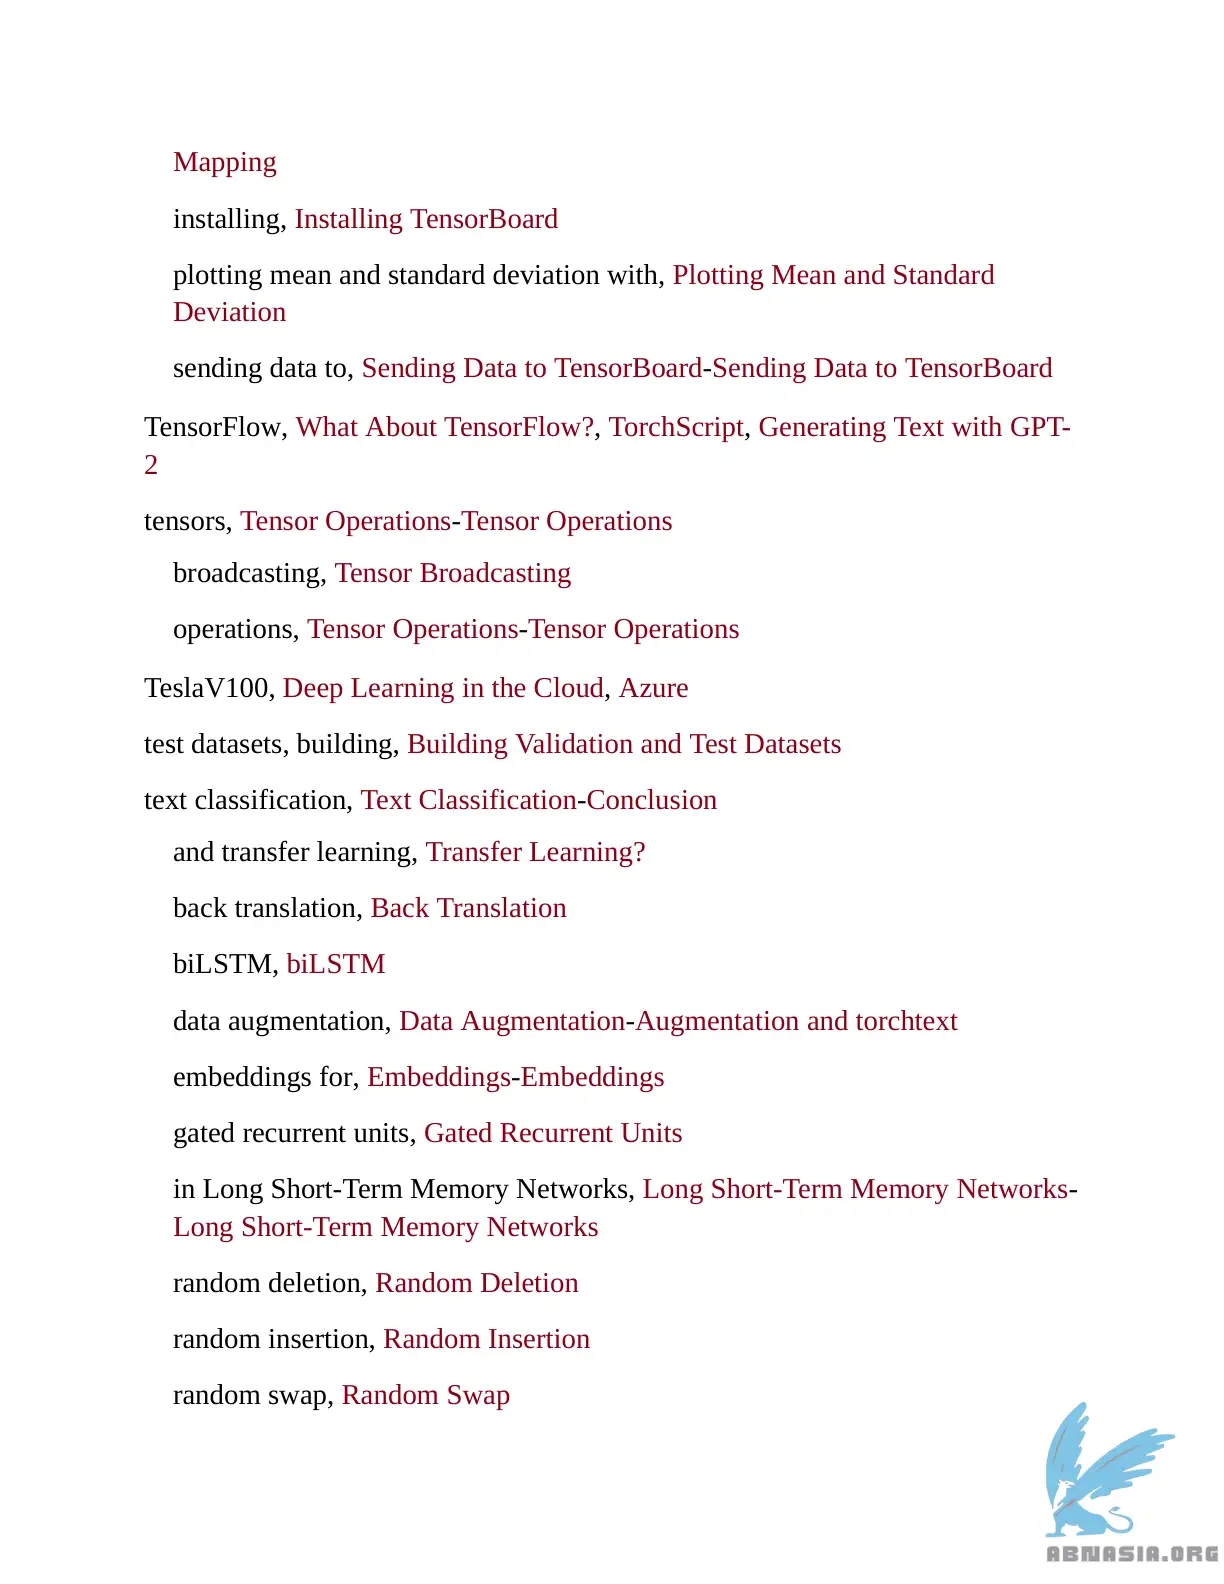 Mapping
installing, Installing TensorBoard
plotting mean and standard deviation with, Plotting Mean and Standard
Deviation
sending data to, Sending Data to TensorBoard-Sending Data to TensorBoard
TensorFlow, What About TensorFlow?, TorchScript, Generating Text with GPT-
2
tensors, Tensor Operations-Tensor Operations
broadcasting, Tensor Broadcasting
operations, Tensor Operations-Tensor Operations
TeslaV100, Deep Learning in the Cloud, Azure
test datasets, building, Building Validation and Test Datasets
text classification, Text Classification-Conclusion
and transfer learning, Transfer Learning?
back translation, Back Translation
biLSTM, biLSTM
data augmentation, Data Augmentation-Augmentation and torchtext
embeddings for, Embeddings-Embeddings
gated recurrent units, Gated Recurrent Units
in Long Short-Term Memory Networks, Long Short-Term Memory Networks-
Long Short-Term Memory Networks
random deletion, Random Deletion
random insertion, Random Insertion
random swap, Random Swap
ABNASIA.ORG